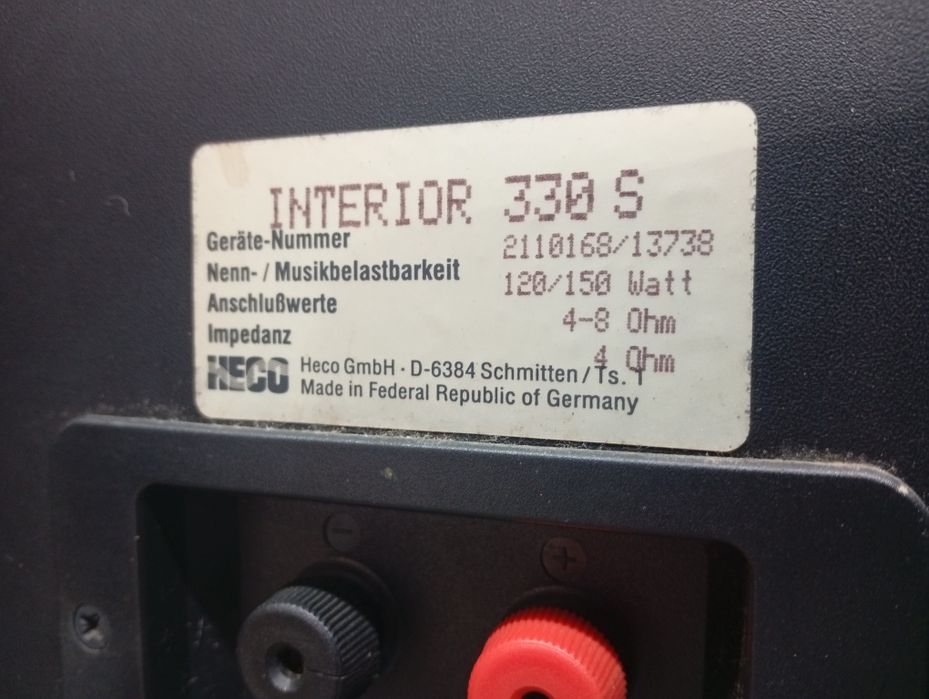 INTERIOR 330 S
Geräte-Nummer 2110168/13738
Nenn- / Musikbelastbarkeit 120/150 Watt
Anschlußwerte 4-8 Ohm
Impedanz 4 Ohm
HECO Heco GmbH · D-6384 Schmitten / Ts. 1
Made in Federal Republic of Germany
- +